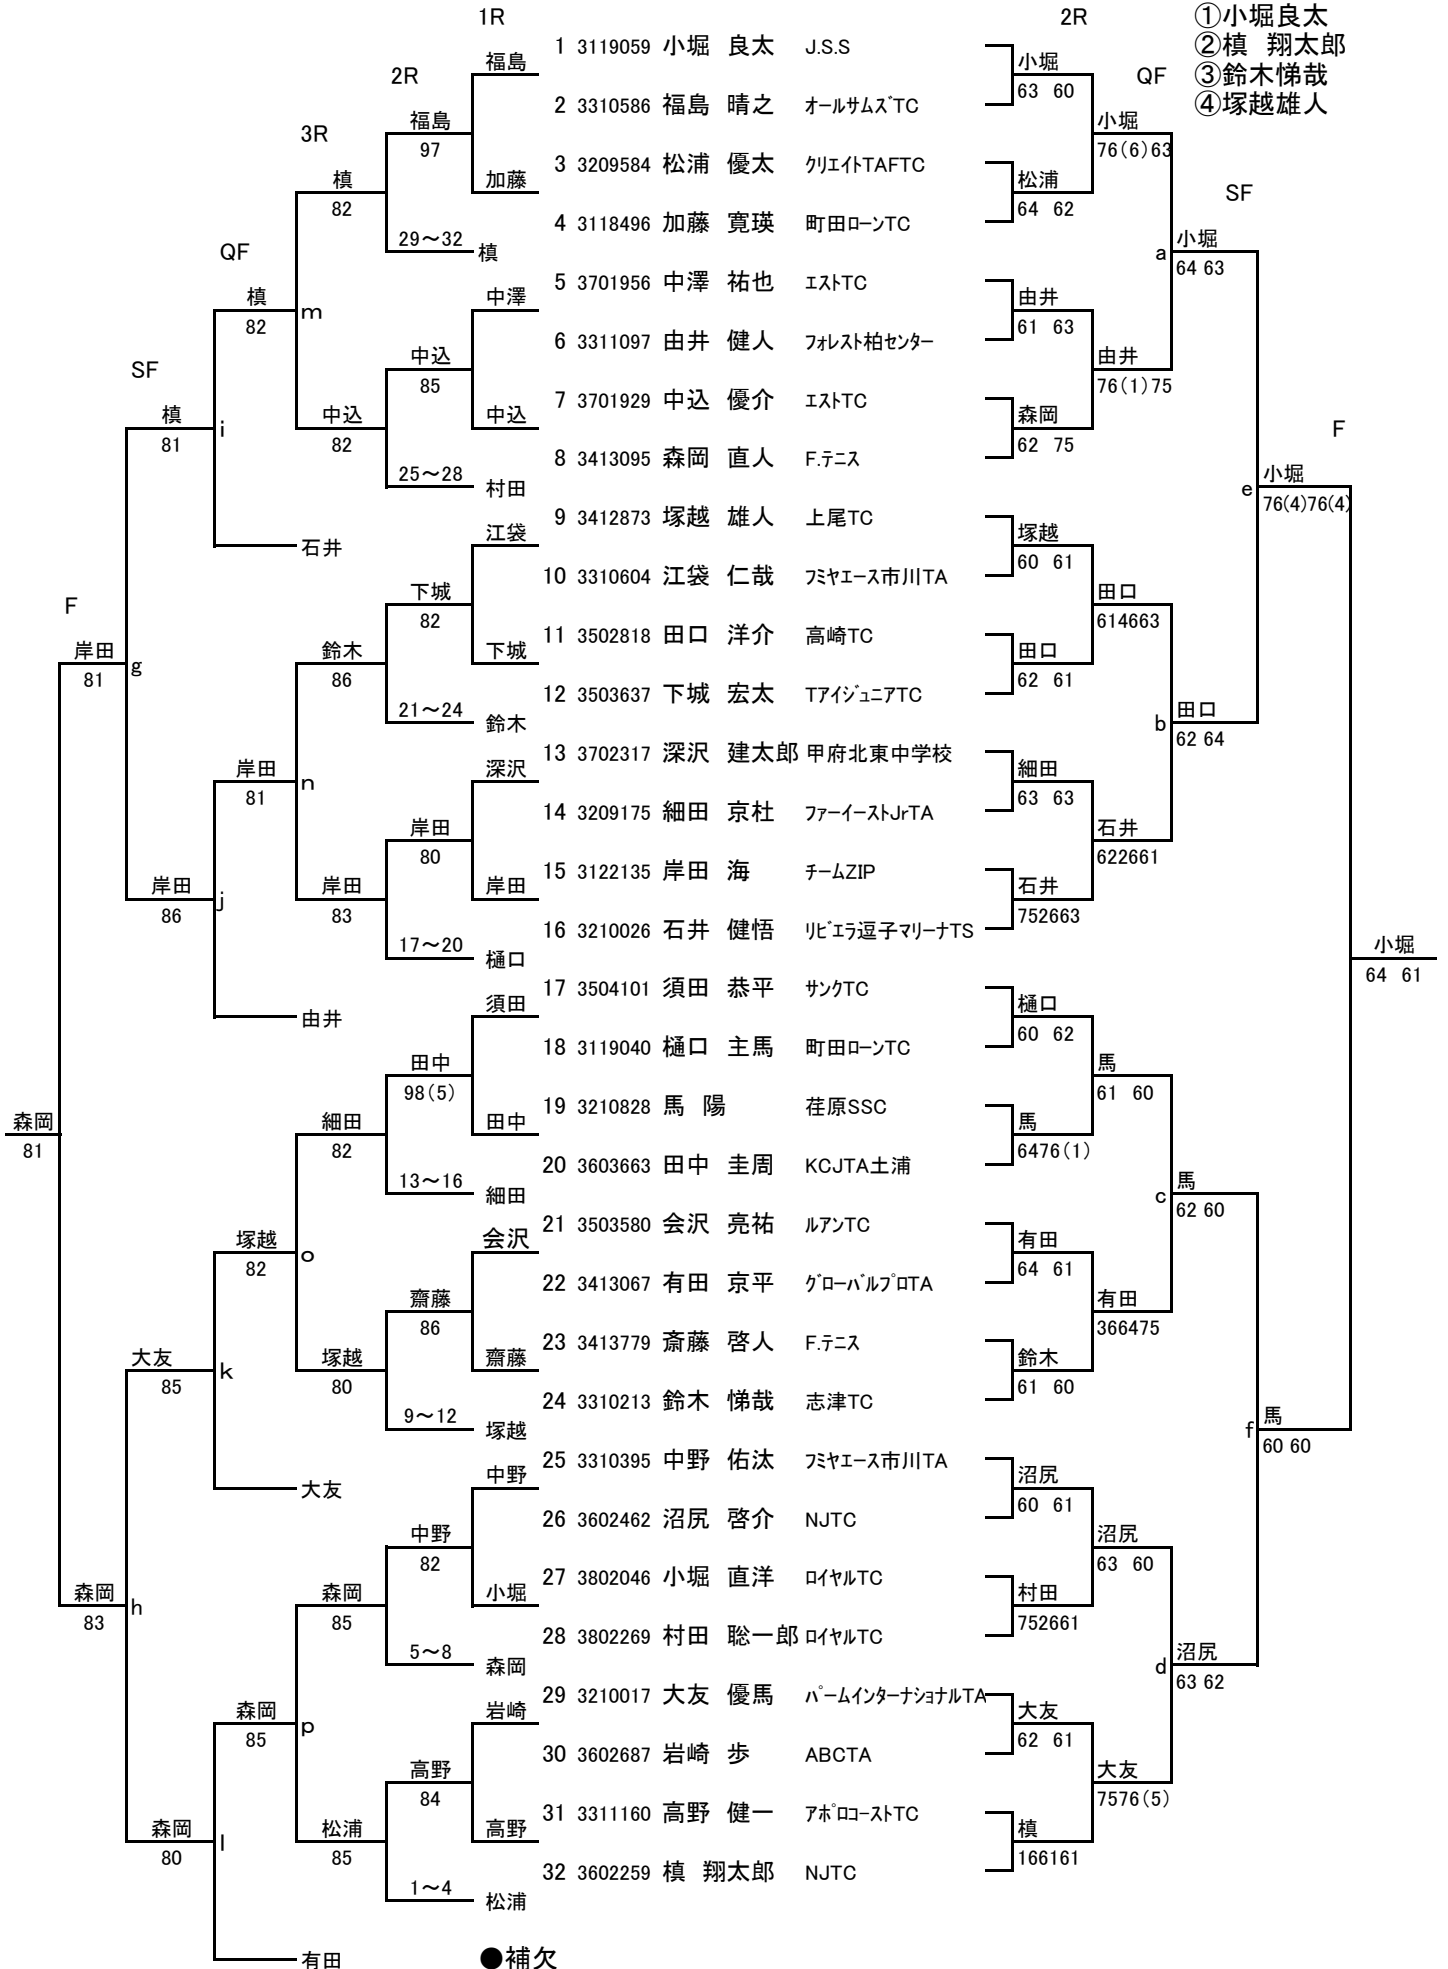 1R
2R
①小堀良太
1 3119059 小堀 良太 J.S.S
②槙 翔太郎
福島
小堀
2R
QF
③鈴木悌哉
63 60
2 3310586 福島 晴之 オールサムズTC
④塚越雄人
福島
小堀
3R
97
76(6)63
3 3209584 松浦 優太 クリエイトTAFTC
槙
加藤
松浦
82
64 62
SF
4 3118496 加藤 寛瑛 町田ローンTC
29～32
小堀
QF
槙
a
64 63
5 3701956 中澤 祐也 エストTC
槙
中澤
由井
m
82
61 63
6 3311097 由井 健人 フォレスト柏センター
中込
由井
SF
85
76(1)75
7 3701929 中込 優介 エストTC
槙
中込
中込
森岡
i
F
81
82
62 75
8 3413095 森岡 直人 F.テニス
25～28
小堀
村田
e
76(4)76(4)
9 3412873 塚越 雄人 上尾TC
江袋
塚越
石井
60 61
10 3310604 江袋 仁哉 フミヤエース市川TA
下城
田口
F
82
614663
11 3502818 田口 洋介 高崎TC
岸田
鈴木
下城
田口
g
81
86
62 61
12 3503637 下城 宏太 TアイジュニアTC
21～24
田口
鈴木
b
62 64
13 3702317 深沢 建太郎 甲府北東中学校
岸田
深沢
細田
n
81
63 63
14 3209175 細田 京杜 ファーイーストJrTA
岸田
石井
80
622661
15 3122135 岸田 海 チームZIP
岸田
岸田
岸田
石井
j
86
83
752663
16 3210026 石井 健悟 リビエラ逗子マリーナTS
17～20
小堀
樋口
64 61
17 3504101 須田 恭平 サンクTC
須田
樋口
由井
60 62
18 3119040 樋口 主馬 町田ローンTC
田中
馬
98(5)
61 60
19 3210828 馬 陽 荏原SSC
森岡
細田
田中
馬
81
82
6476(1)
20 3603663 田中 圭周 KCJTA土浦
13～16
馬
細田
c
62 60
21 3503580 会沢 亮祐 ルアンTC
塚越
会沢
有田
o
82
64 61
22 3413067 有田 京平 グローバルプロTA
齋藤
有田
86
366475
23 3413779 斎藤 啓人 F.テニス
大友
塚越
齋藤
鈴木
k
85
80
61 60
24 3310213 鈴木 悌哉 志津TC
9～12
馬
塚越
f
60 60
25 3310395 中野 佑汰 フミヤエース市川TA
中野
沼尻
大友
60 61
26 3602462 沼尻 啓介 NJTC
中野
沼尻
82
63 60
27 3802046 小堀 直洋 ロイヤルTC
森岡
森岡
小堀
村田
h
83
85
752661
28 3802269 村田 聡一郎 ロイヤルTC
5～8
沼尻
森岡
d
63 62
29 3210017 大友 優馬 パームインターナショナルTA
森岡
岩崎
大友
p
85
62 61
30 3602687 岩崎 歩 ABCTA
高野
大友
84
7576(5)
31 3311160 高野 健一 アポロコーストTC
森岡
松浦
高野
槙
l
80
85
166161
32 3602259 槙 翔太郎 NJTC
1～4
松浦
有田
●補欠